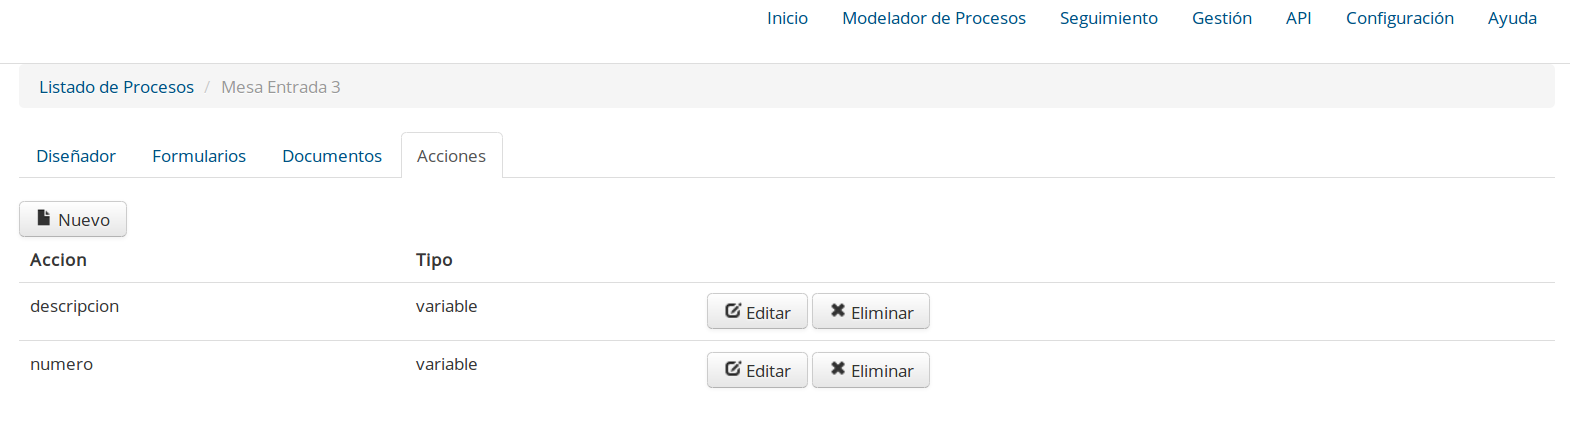 Inicio Modelador de Procesos Seguimiento Gestión API Configuración Ayuda
Listado de Procesos / Mesa Entrada 3
Diseñador Formularios Documentos Acciones
Nuevo
Accion Tipo
descripcion variable Editar Eliminar
numero variable Editar Eliminar